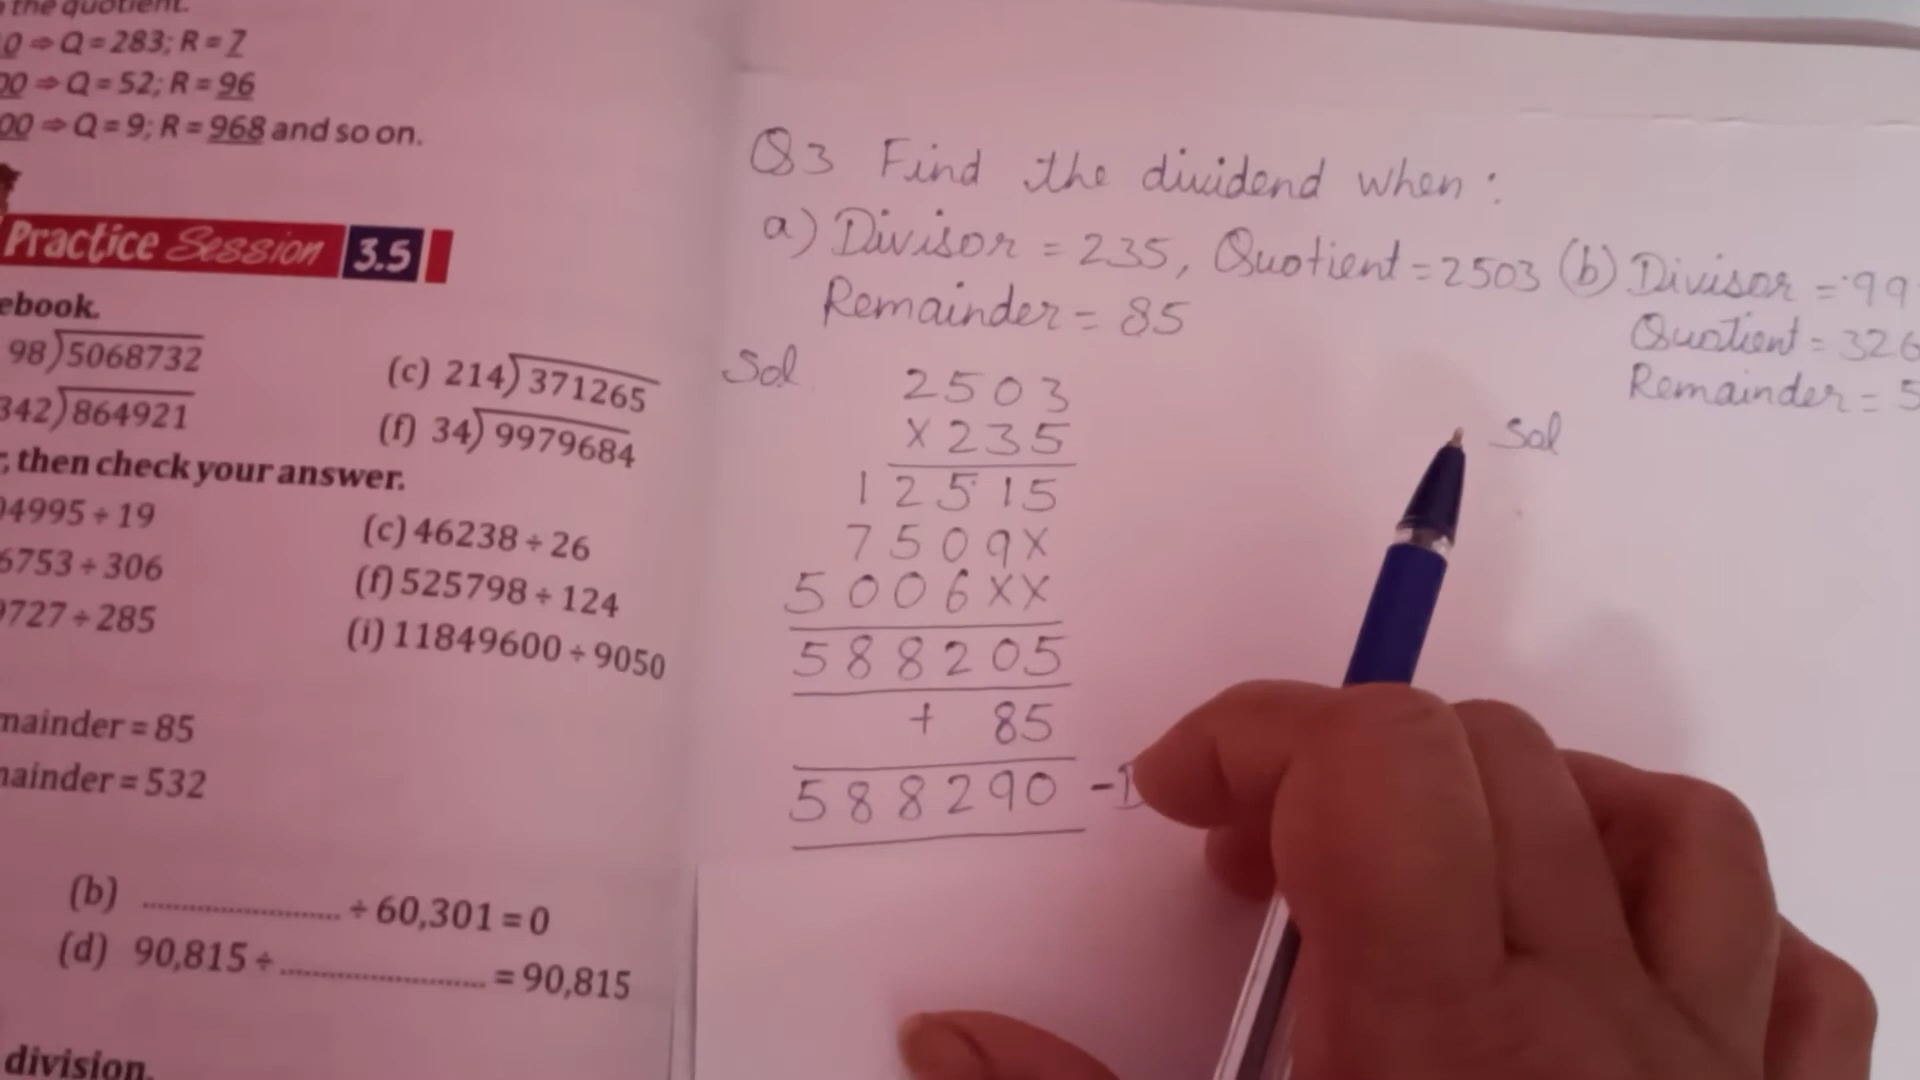 the quotient.
0 ⇒ Q = 283; R = 7
00 ⇒ Q = 52; R = 96
00 ⇒ Q = 9; R = 968 and so on.
Practice Session 3.5
ebook.
98)5068732
(c) 214)371265
342)864921
(f) 34)9979684
, then check your answer.
4995 ÷ 19
(c) 46238 ÷ 26
6753 ÷ 306
(f) 525798 ÷ 124
9727 ÷ 285
(i) 11849600 ÷ 9050
mainder = 85
mainder = 532
(b) .................... ÷ 60,301 = 0
(d) 90,815 ÷ .................... = 90,815
division.
Q3 Find the dividend when :
a) Divisor = 235, Quotient = 2503
Remainder = 85
Sol
2503
X 235
12515
7509X
5006XX
588205
+ 85
588290 -
(b) Divisor = 99
Quotient = 326
Remainder = 5
Sol